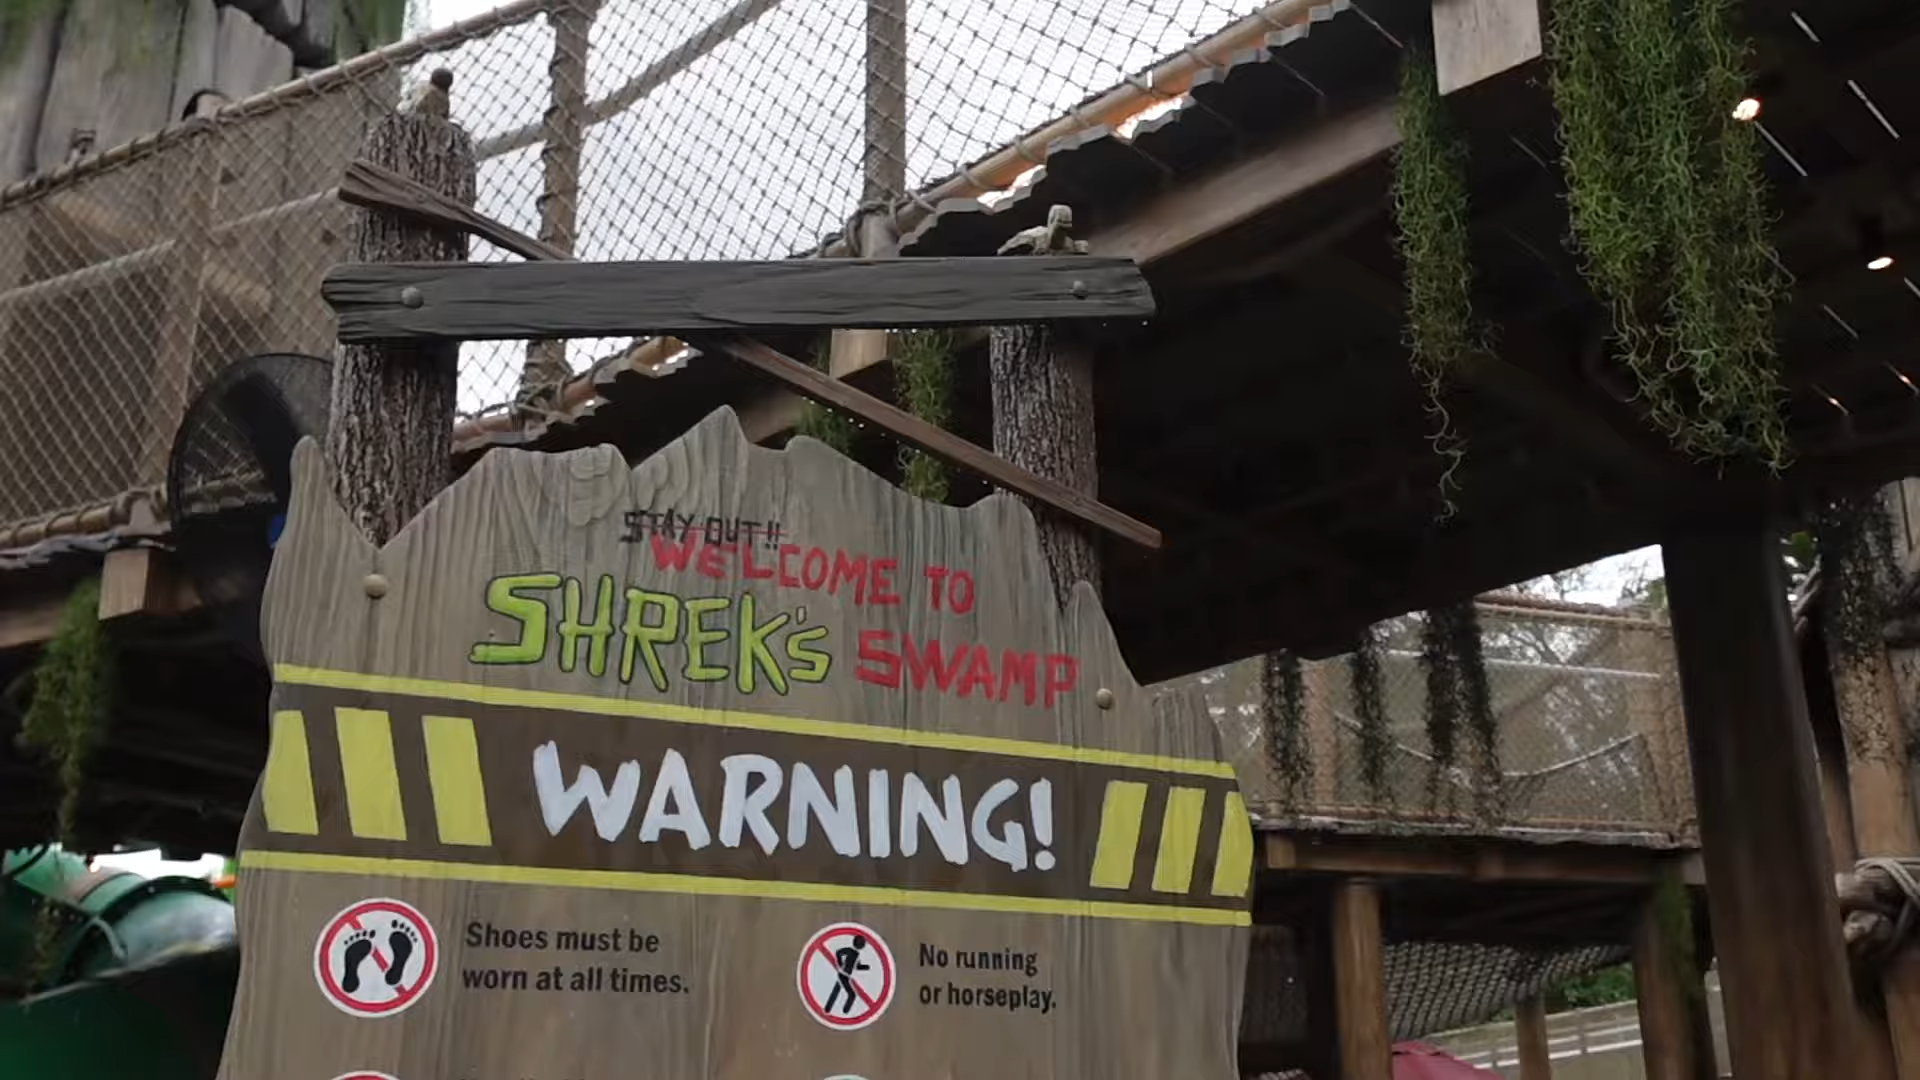 STAY OUT!!
WELCOME TO
SHREK'S SWAMP
WARNING!
Shoes must be
worn at all times.
No running
or horseplay.